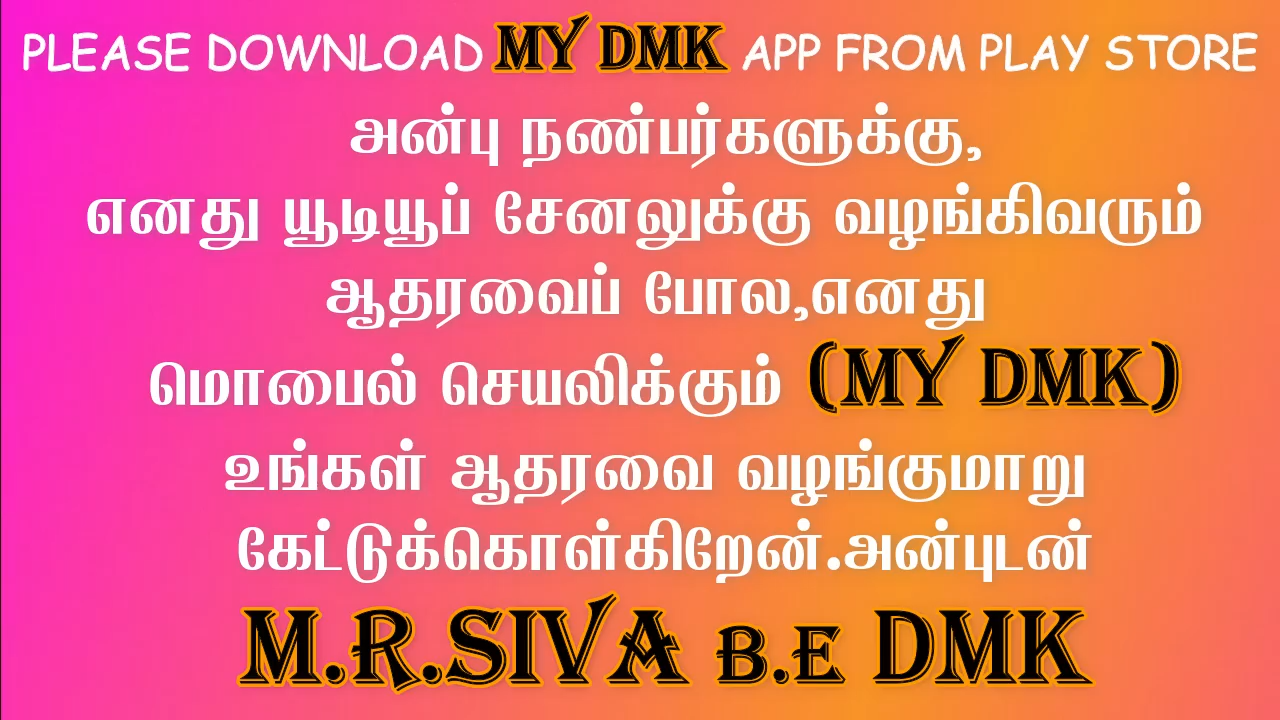 PLEASE DOWNLOAD MY DMK APP FROM PLAY STORE
அன்பு நண்பர்களுக்கு,
எனது யூடியூப் சேனலுக்கு வழங்கிவரும்
ஆதரவைப் போல,எனது
மொபைல் செயலிக்கும் (MY DMK)
உங்கள் ஆதரவை வழங்குமாறு
கேட்டுக்கொள்கிறேன்.அன்புடன்
M.R.SIVA B.E DMK